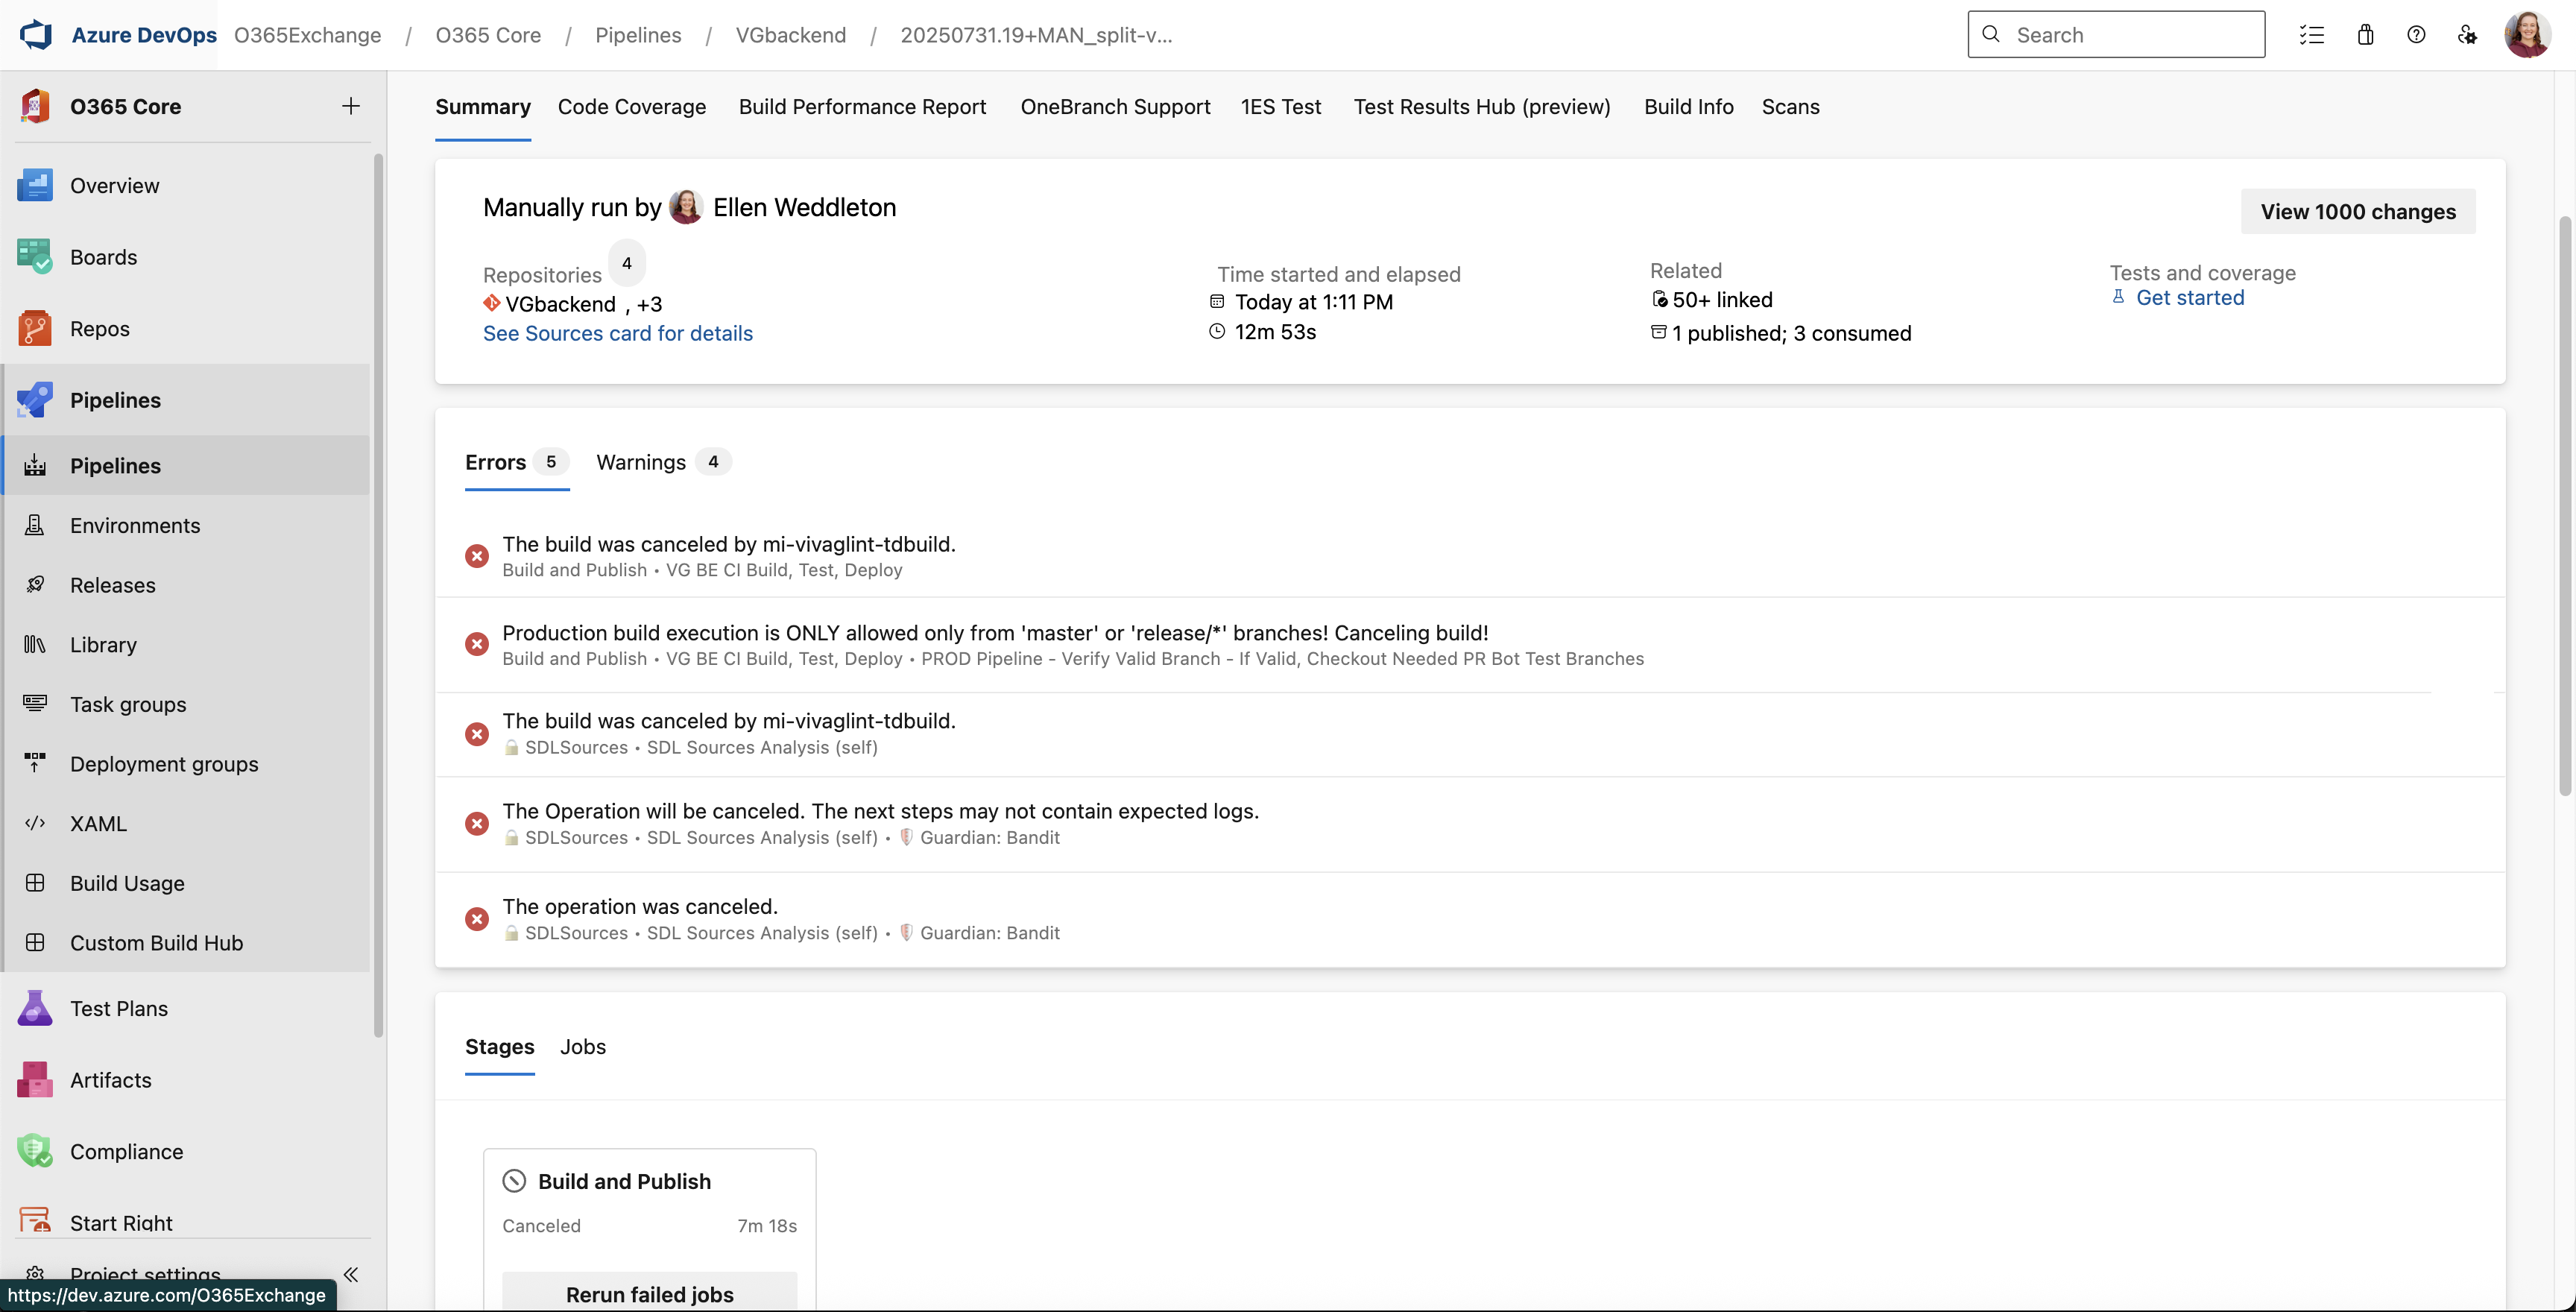 Azure DevOps O365Exchange / O365 Core / Pipelines / VGbackend / 20250731.19+MAN_split-v...
Search
O365 Core
Overview
Boards
Repos
Pipelines
Pipelines
Environments
Releases
Library
Task groups
Deployment groups
XAML
Build Usage
Custom Build Hub
Test Plans
Artifacts
Compliance
Start Right
Project settings
https://dev.azure.com/O365Exchange
Summary Code Coverage Build Performance Report OneBranch Support 1ES Test Test Results Hub (preview) Build Info Scans
Manually run by Ellen Weddleton
View 1000 changes
Repositories 4
VGbackend , +3
See Sources card for details
Time started and elapsed
Today at 1:11 PM
12m 53s
Related
50+ linked
1 published; 3 consumed
Tests and coverage
Get started
Errors 5 Warnings 4
The build was canceled by mi-vivaglint-tdbuild.
Build and Publish • VG BE CI Build, Test, Deploy
Production build execution is ONLY allowed only from 'master' or 'release/*' branches! Canceling build!
Build and Publish • VG BE CI Build, Test, Deploy • PROD Pipeline - Verify Valid Branch - If Valid, Checkout Needed PR Bot Test Branches
The build was canceled by mi-vivaglint-tdbuild.
SDLSources • SDL Sources Analysis (self)
The Operation will be canceled. The next steps may not contain expected logs.
SDLSources • SDL Sources Analysis (self) • Guardian: Bandit
The operation was canceled.
SDLSources • SDL Sources Analysis (self) • Guardian: Bandit
Stages Jobs
Build and Publish
Canceled 7m 18s
Rerun failed jobs